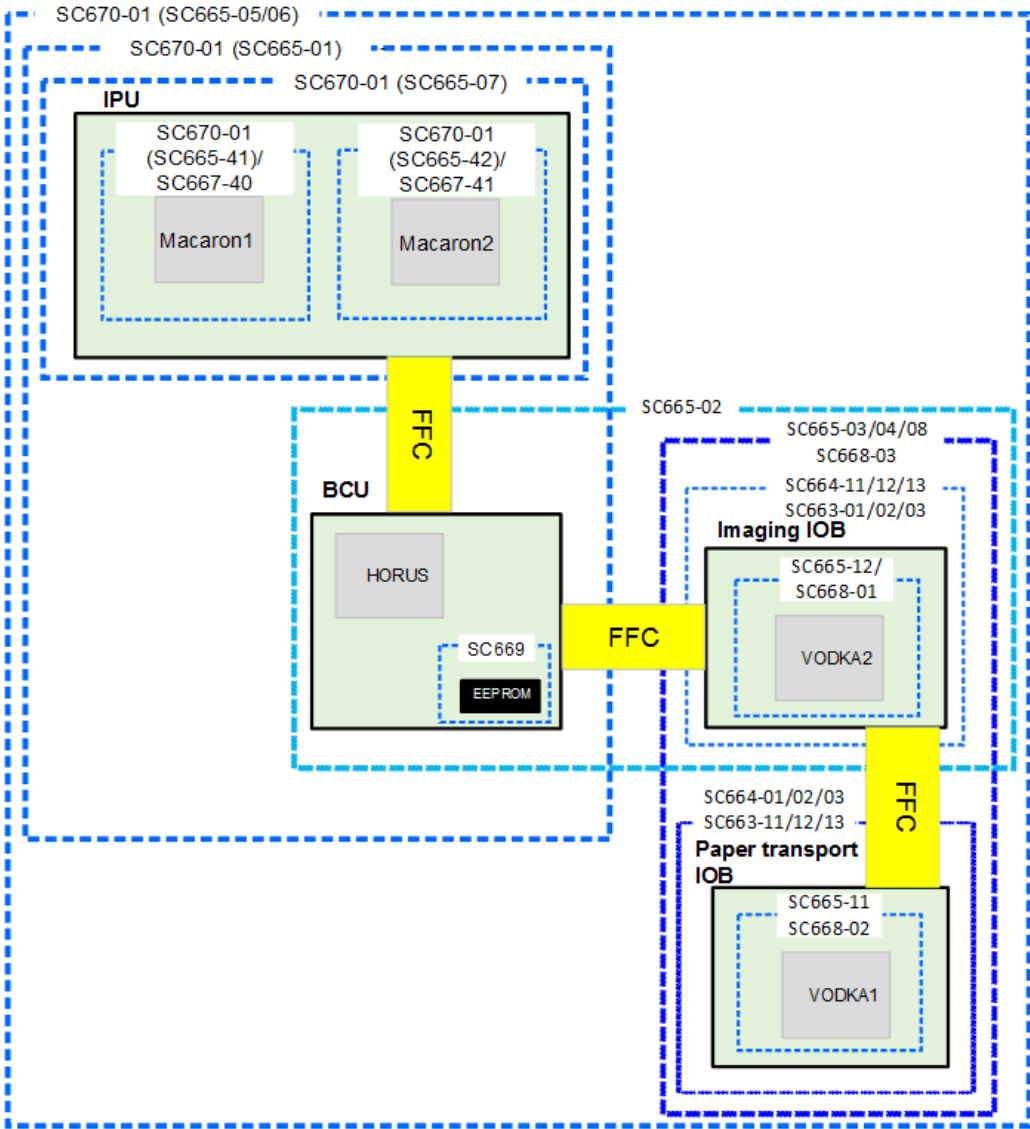 SC670-01 (SC665-05/06)
SC670-01 (SC665-01)
SC670-01 (SC665-07)
IPU
SC670-01
(SC665-41)/
SC667-40
Macaron1
SC670-01
(SC665-42)/
SC667-41
Macaron2
FFC
SC665-02
SC665-03/04/08
SC668-03
SC664-11/12/13
SC663-01/02/03
BCU
HORUS
SC669
EEPROM
FFC
Imaging IOB
SC665-12/
SC668-01
VODKA2
FFC
SC664-01/02/03
SC663-11/12/13
Paper transport
IOB
SC665-11
SC668-02
VODKA1